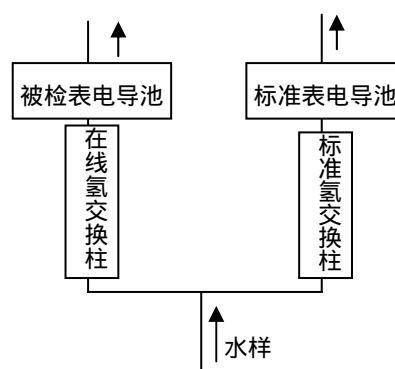 被检表电导池
标准表电导池
在线氢交换柱
标准氢交换柱
水样